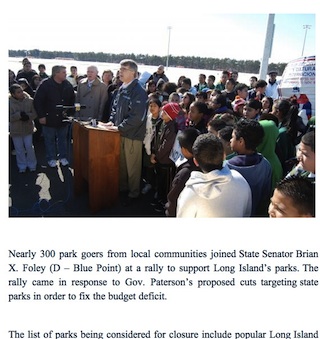 Nearly 300 park goers from local communities joined State Senator Brian
X. Foley (D – Blue Point) at a rally to support Long Island's parks. The
rally came in response to Gov. Paterson's proposed cuts targeting state
parks in order to fix the budget deficit.
The list of parks being considered for closure include popular Long Island